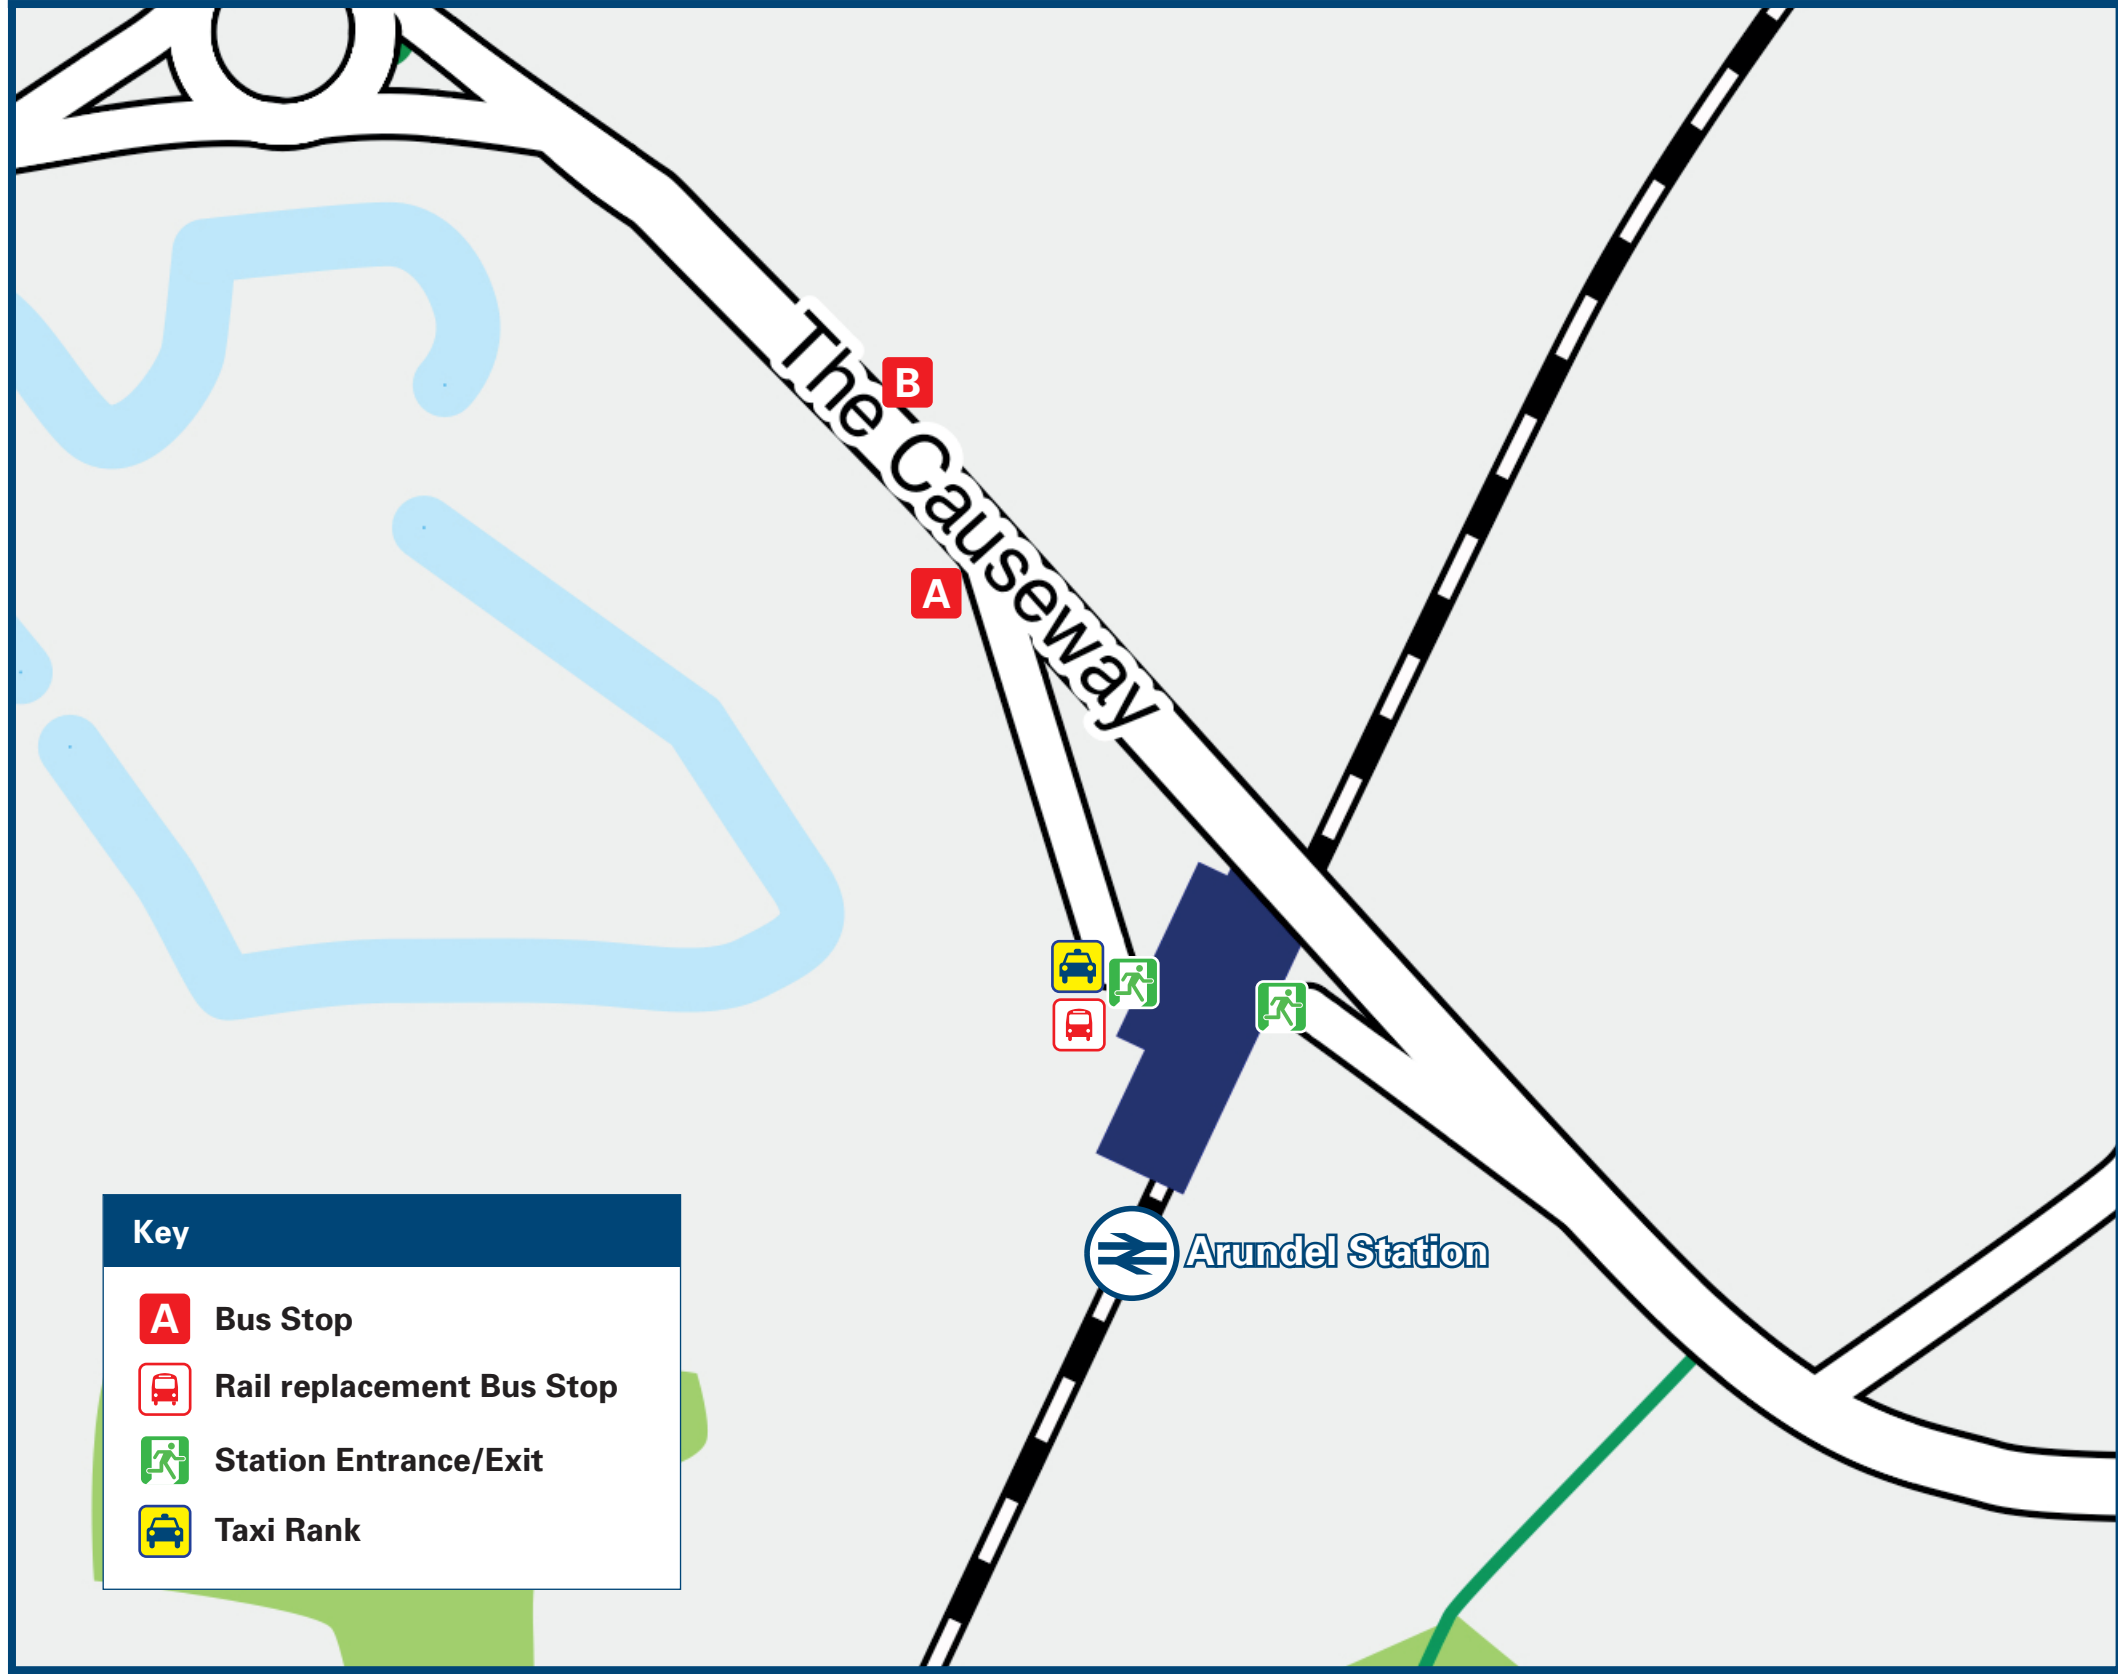 The Causeway
B
A
Arundel Station
Key
A Bus Stop
Rail replacement Bus Stop
Station Entrance/Exit
Taxi Rank